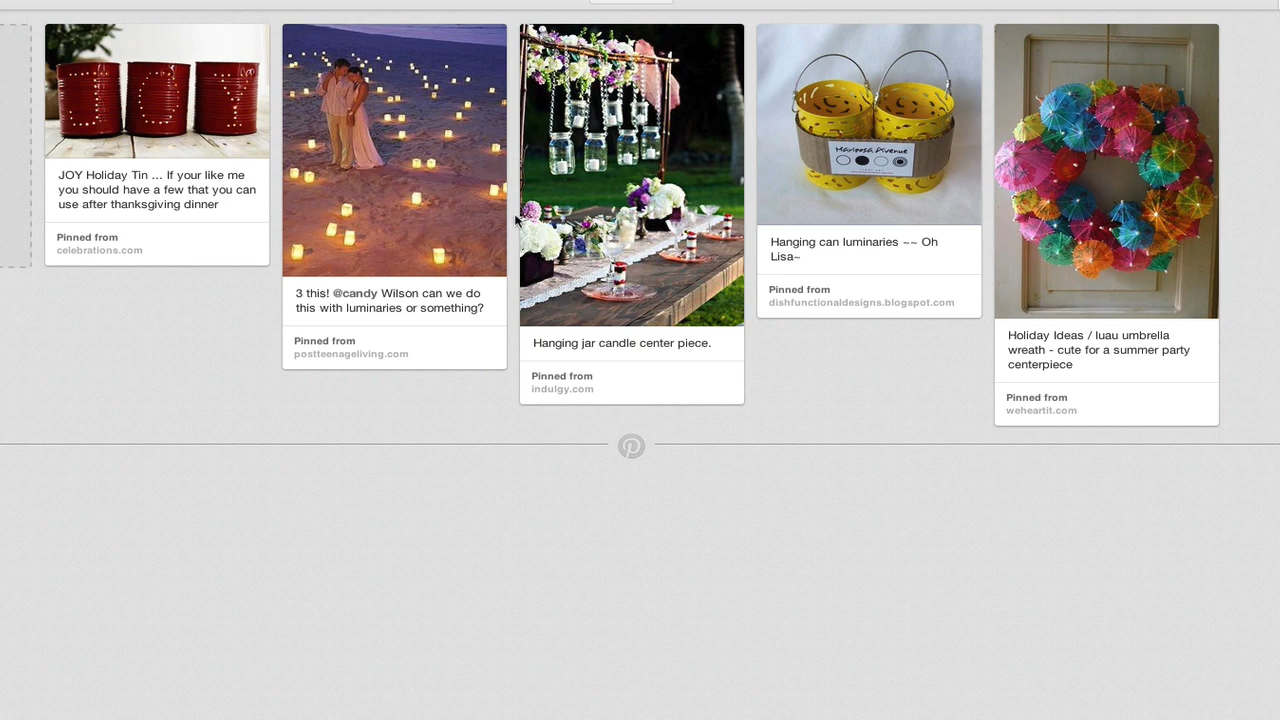 JOY
JOY Holiday Tin ... If your like me
you should have a few that you can
use after thanksgiving dinner
Pinned from
celebrations.com
3 this! @candy Wilson can we do
this with luminaries or something?
Pinned from
postteenageliving.com
Hanging jar candle center piece.
Pinned from
indulgy.com
Mariposa Avenue
Hanging can luminaries ~~ Oh
Lisa~
Pinned from
dishfunctionaldesigns.blogspot.com
Holiday Ideas / luau umbrella
wreath - cute for a summer party
centerpiece
Pinned from
weheartit.com